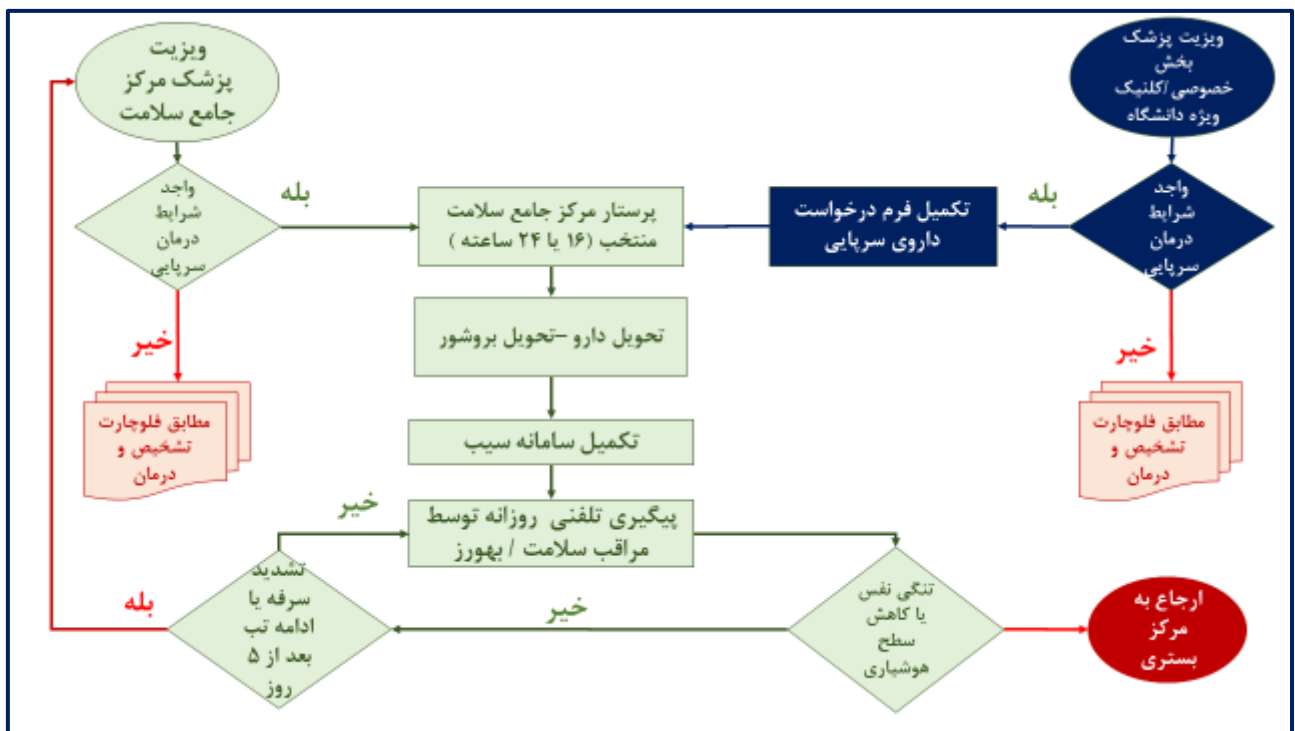 ویزیت پزشک
بخش
خصوصی/کلنیک
ویژه دانشگاه
واجد
شرایط
درمان
سرپایی
بله
خیر
مطابق فلوچارت
تشخیص و
درمان
تکمیل فرم درخواست
داروی سرپایی
ویزیت
پزشک مرکز
جامع سلامت
واجد
شرایط
درمان
سرپایی
بله
خیر
مطابق فلوچارت
تشخیص و
درمان
پرستار مرکز جامع سلامت
منتخب (۱۶ یا ۲۴ ساعته )
تحویل دارو –تحویل بروشور
تکمیل سامانه سیب
پیگیری تلفنی روزانه توسط
مراقب سلامت / بهورز
تنگی نفس
یا کاهش
سطح
هوشیاری
ارجاع به
مرکز
بستری
خیر
تشدید
سرفه یا
ادامه تب
بعد از ۵
روز
خیر
بله